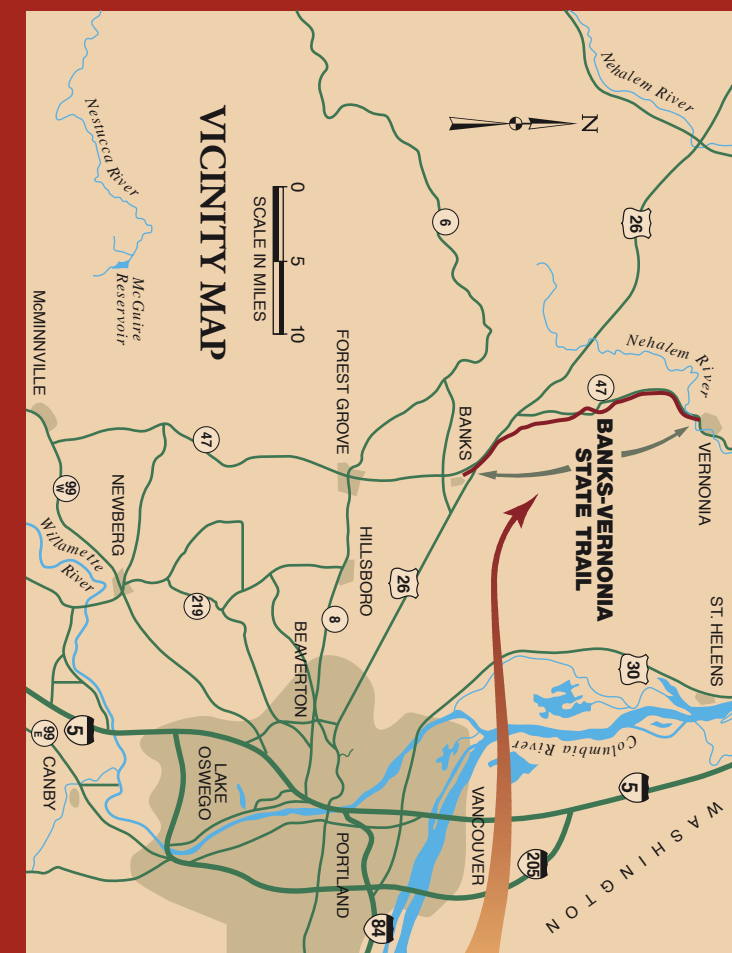 Nehalem River
N
26
6
VICINITY MAP
0 5 10
SCALE IN MILES
Nestucca River
McGuire
Reservoir
Nehalem River
47
VERNONIA
BANKS-VERNONIA
STATE TRAIL
BANKS
FOREST GROVE
McMINNVILLE
47
99
W
NEWBERG
Willamette
River
HILLSBORO
26
219
8
BEAVERTON
ST. HELENS
30
Columbia River
5
99
E
CANBY
LAKE
OSWEGO
VANCOUVER
5
WASHINGTON
205
PORTLAND
84